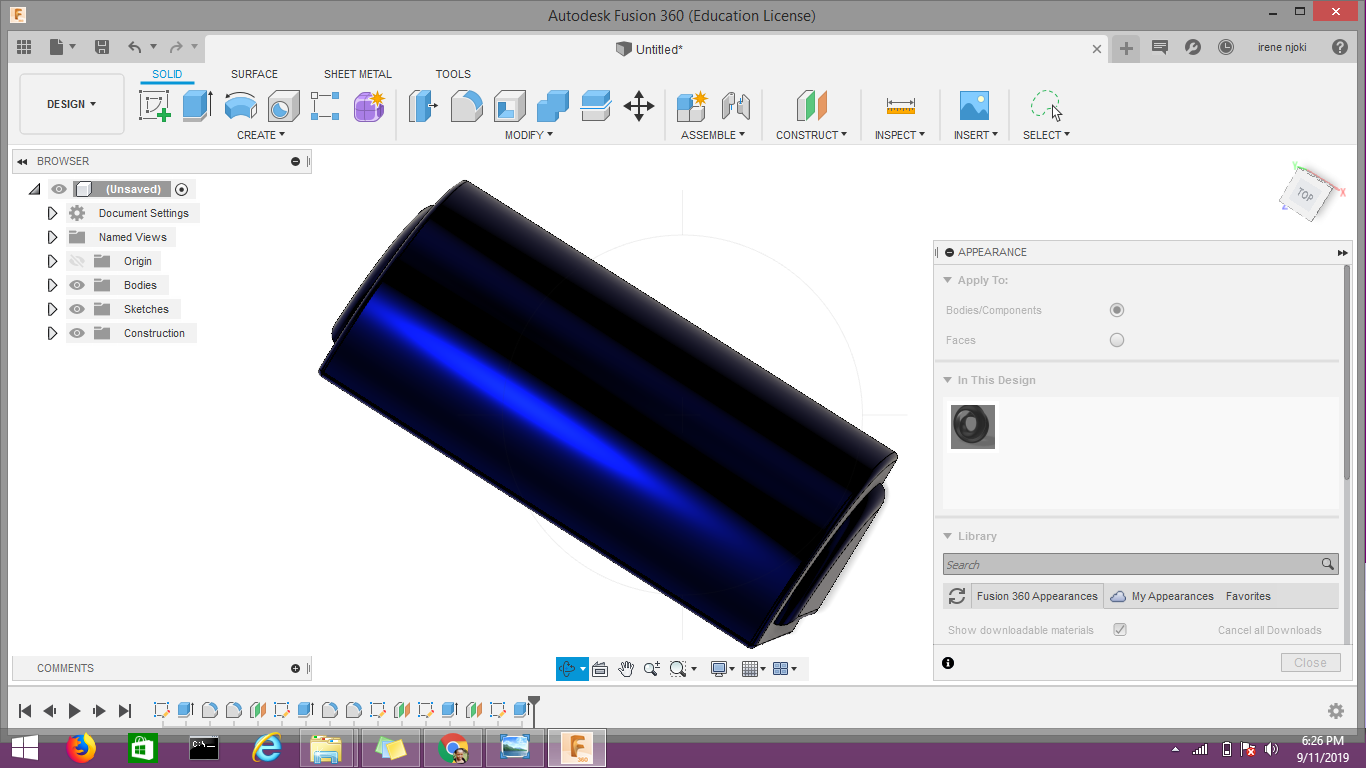 Autodesk Fusion 360 (Education License)
Untitled*
irene njoki
DESIGN
SOLID SURFACE SHEET METAL TOOLS
CREATE MODIFY ASSEMBLE CONSTRUCT INSPECT INSERT SELECT
BROWSER
(Unsaved)
Document Settings
Named Views
Origin
Bodies
Sketches
Construction
Y
X
Z
TOP
APPEARANCE
Apply To:
Bodies/Components
Faces
In This Design
Library
Search
Fusion 360 Appearances My Appearances Favorites
Show downloadable materials Cancel all Downloads
Close
COMMENTS
6:26 PM
9/11/2019